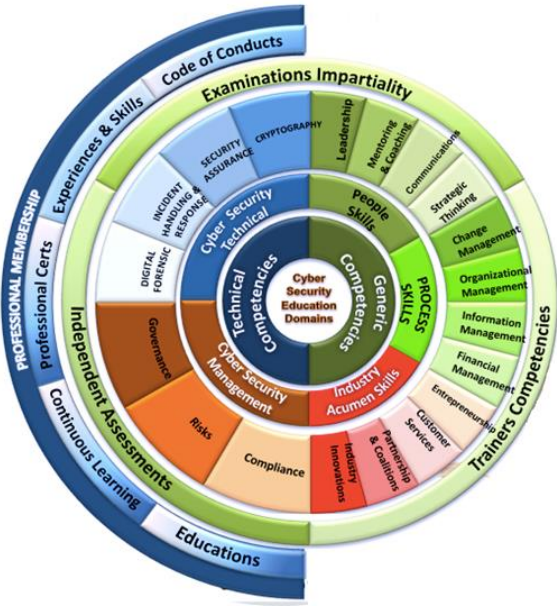 Code of Conducts
Experiences & Skills
PROFESSIONAL MEMBERSHIP
Professional Certs
Continuous Learning
Educations
Examinations Impartiality
Independent Assessments
Trainers Competencies
CRYPTOGRAPHY
SECURITY
ASSURANCE
INCIDENT
HANDLING &
RESPONSE
DIGITAL
FORENSIC
Governance
Risks
Compliance
Leadership
Mentoring
& Coaching
Communications
Strategic
Thinking
Change
Management
Organizational
Management
Information
Management
Financial
Management
Entrepreneurship
Customer
Services
Partnership
& Coalitions
Industry
Innovations
Cyber Security
Technical
People
Skills
PROCESS
SKILLS
Industry
Acumen Skills
Cyber Security
Management
Technical
Competencies
Generic
Competencies
Cyber
Security
Education
Domains